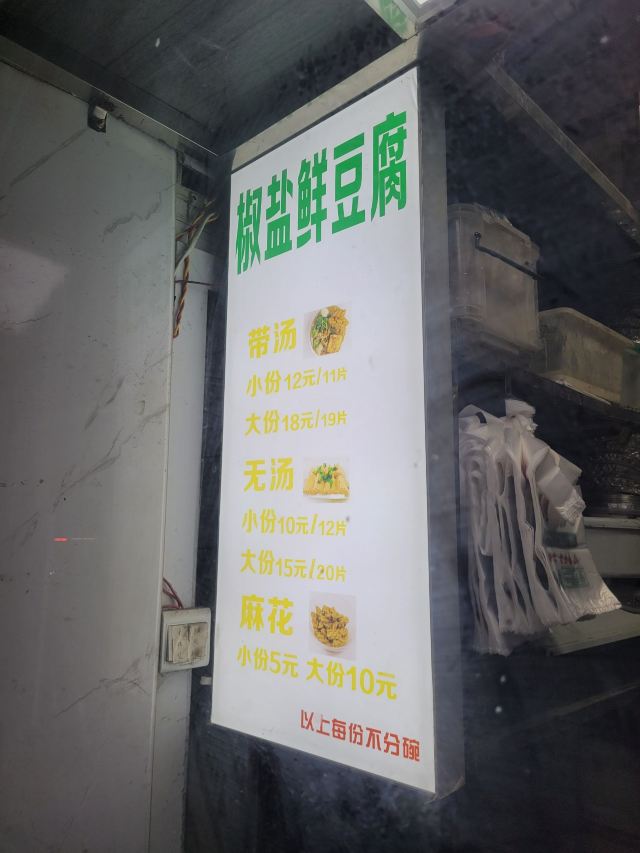 椒盐鲜豆腐
带汤
小份12元/11片
大份18元/19片
无汤
小份10元/12片
大份15元/20片
麻花
小份5元 大份10元
以上每份不分碗